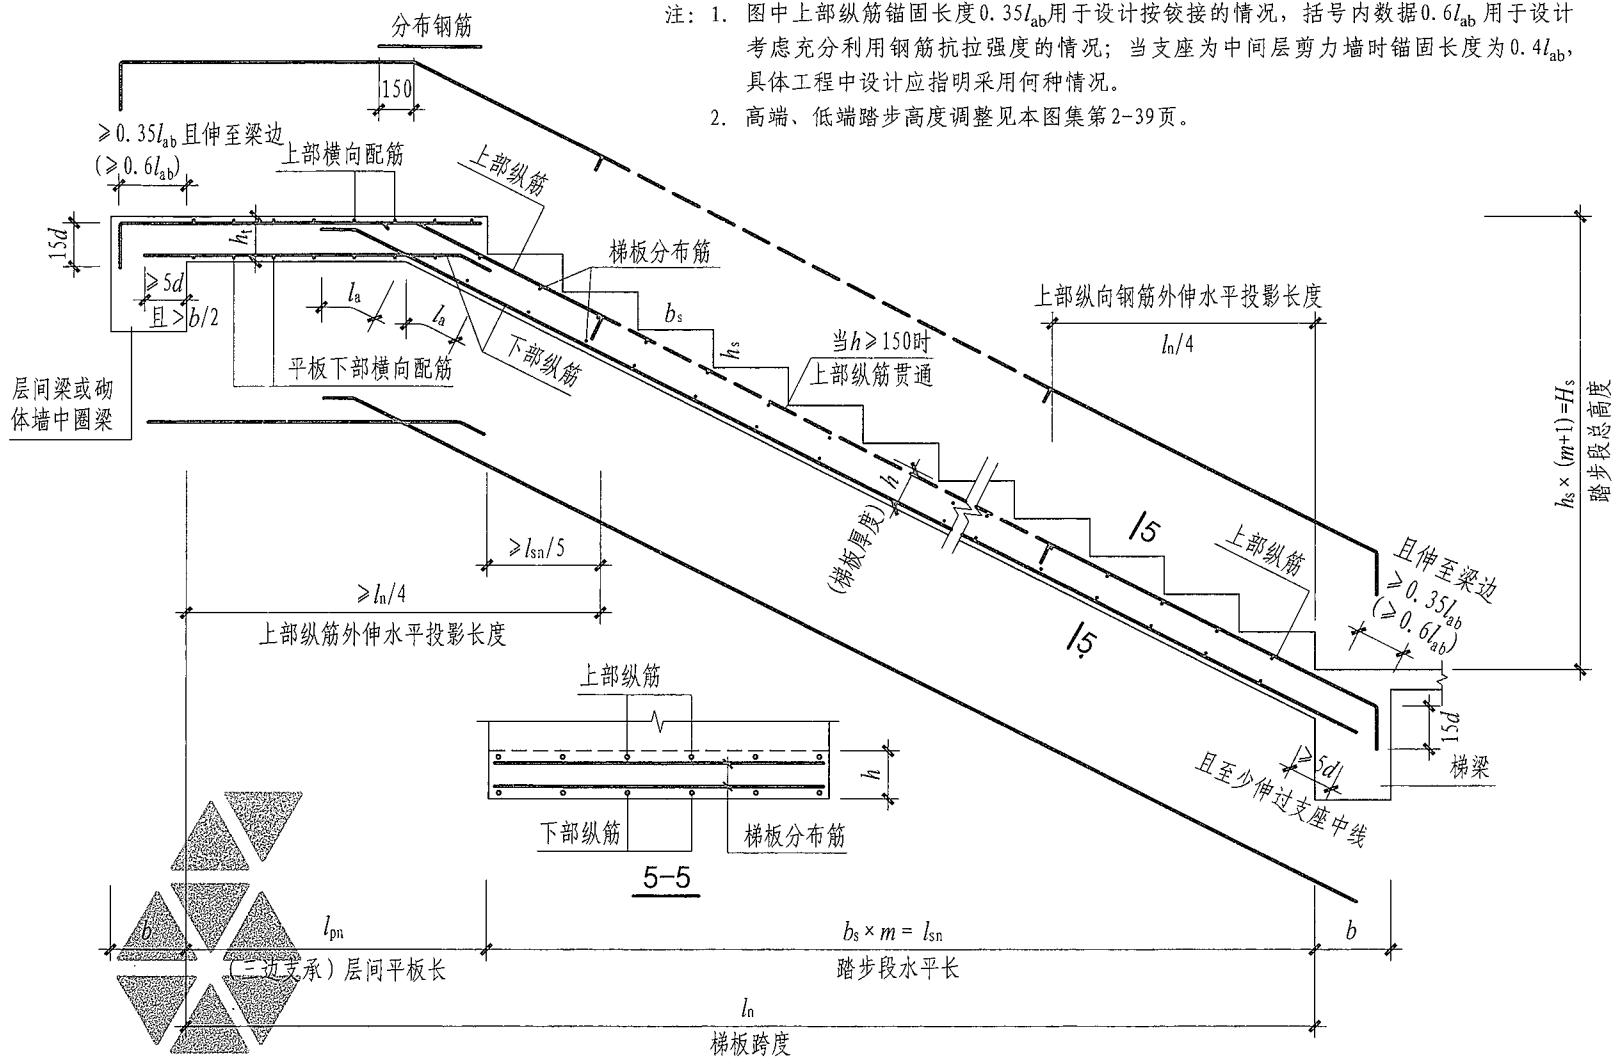 注: 1. 图中上部纵筋锚固长度0.35lab用于设计按铰接的情况，括号内数据0.6lab用于设计
考虑充分利用钢筋抗拉强度的情况；当支座为中间层剪力墙时锚固长度为0.4lab，
具体工程中设计应指明采用何种情况。
2. 高端、低端踏步高度调整见本图集第2-39页。
分布钢筋
150
≥0.35lab且伸至梁边
(≥0.6lab)
上部横向配筋
上部纵筋
15d
ht
梯板分布筋
≥5d
且≥b/2
la
la
bs
hs
上部纵向钢筋外伸水平投影长度
ln/4
当h≥150时
上部纵筋贯通
下部纵筋
平板下部横向配筋
层间梁或砌
体墙中圈梁
hs×(m+1)=Hs
踏步段总高度
h
(梯板厚度)
5
上部纵筋
且伸至梁边
≥0.35lab
(≥0.6lab)
5
≥lsn/5
≥ln/4
上部纵筋外伸水平投影长度
上部纵筋
15d
梯梁
≥5d
且至少伸过支座中线
h
下部纵筋
梯板分布筋
5-5
b
lpn
bs×m=lsn
b
(三边支承)层间平板长
踏步段水平长
ln
梯板跨度